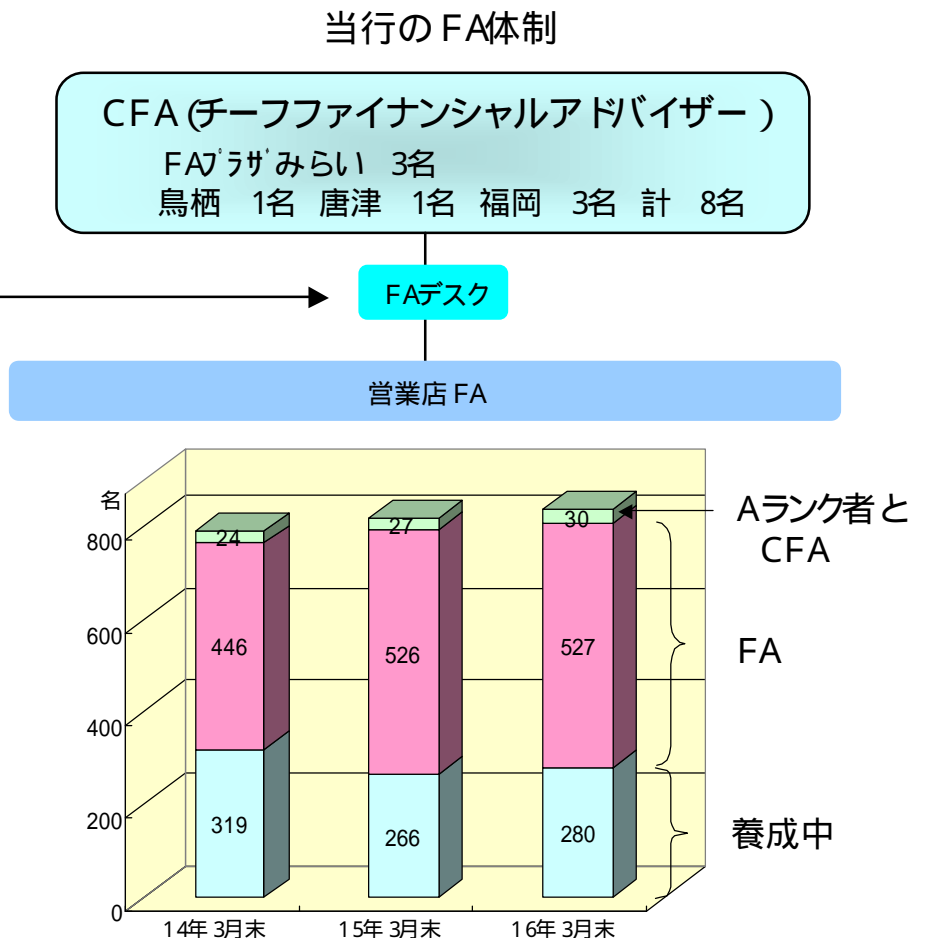 当行のFA体制
CFA(チーフファイナンシャルアドバイザー)
FAﾌﾟﾗｻﾞみらい 3名
鳥栖 1名 唐津 1名 福岡 3名 計 8名
FAデスク
営業店FA
名
800
600
400
200
0
24
446
319
27
526
266
30
527
280
14年3月末
15年3月末
16年3月末
Aランク者と
CFA
FA
養成中